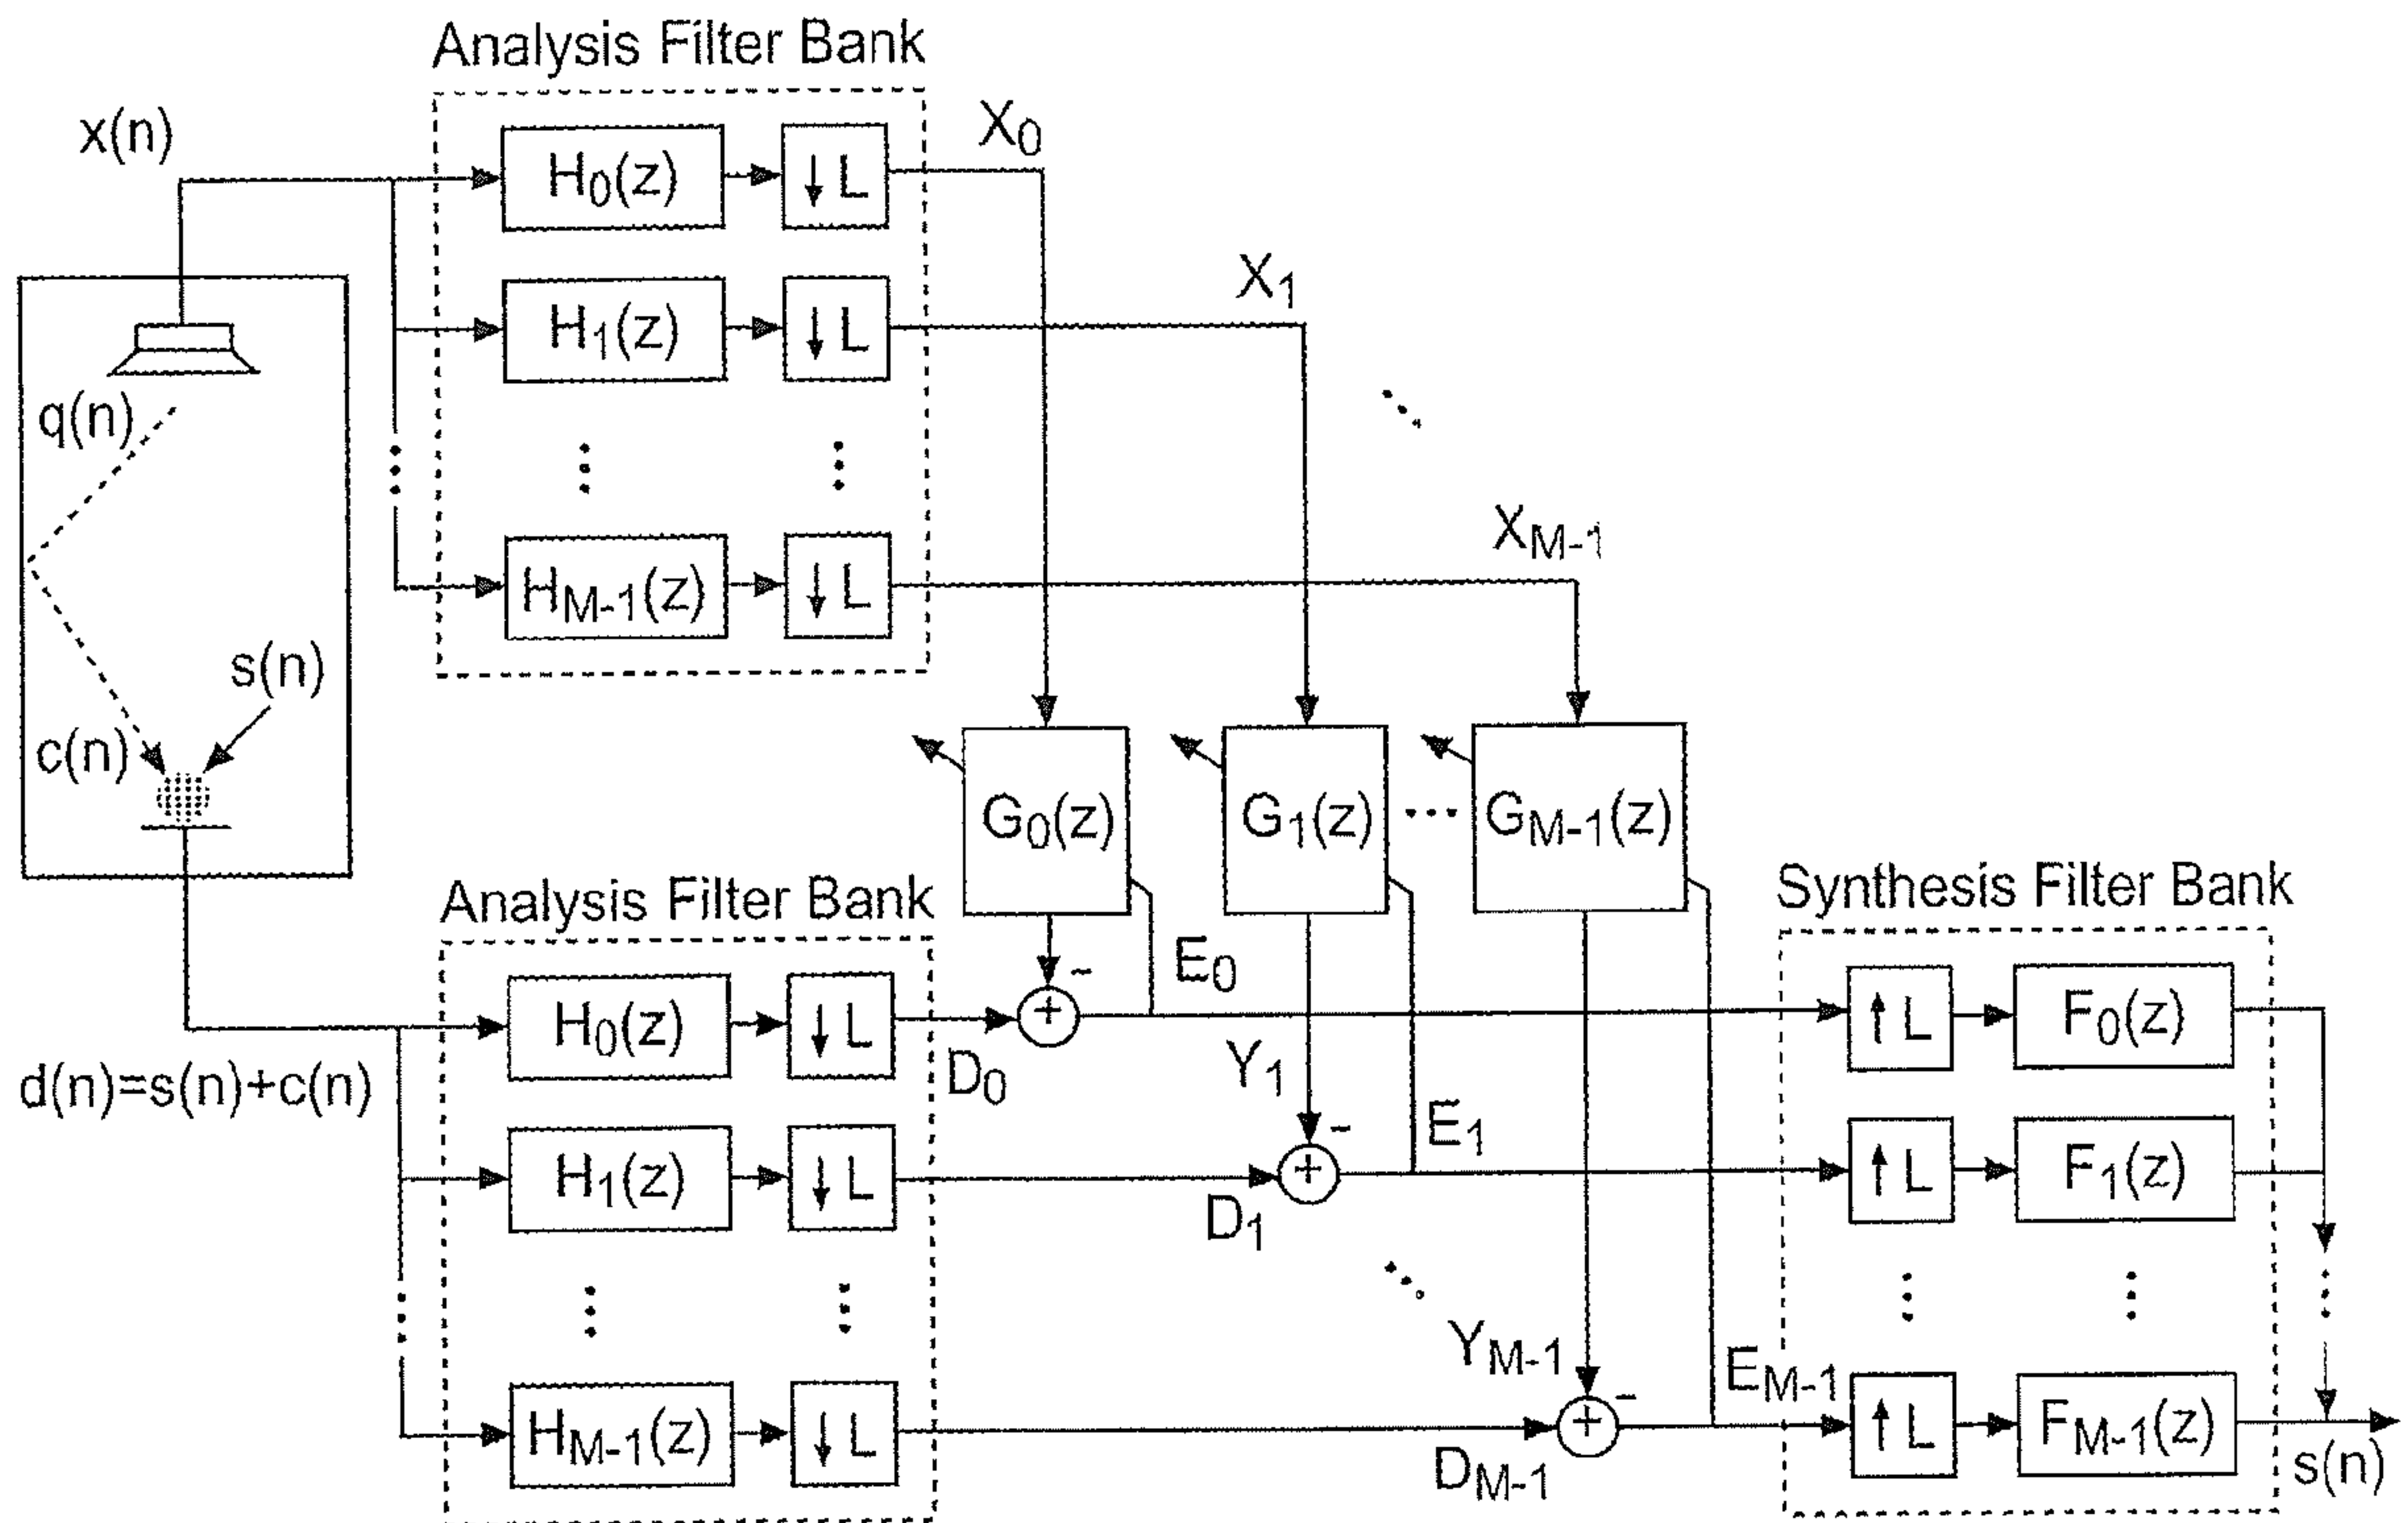 Analysis Filter Bank
x(n)
H0(z)
↓ L
X0
H1(z)
↓ L
X1
q(n)
HM-1(z)
↓ L
XM-1
s(n)
c(n)
G0(z)
G1(z)
GM-1(z)
Analysis Filter Bank
Synthesis Filter Bank
H0(z)
↓ L
D0
+
-
E0
↑ L
F0(z)
d(n)=s(n)+c(n)
H1(z)
↓ L
D1
Y1
+
-
E1
↑ L
F1(z)
HM-1(z)
↓ L
DM-1
YM-1
+
-
EM-1
↑ L
FM-1(z)
s(n)